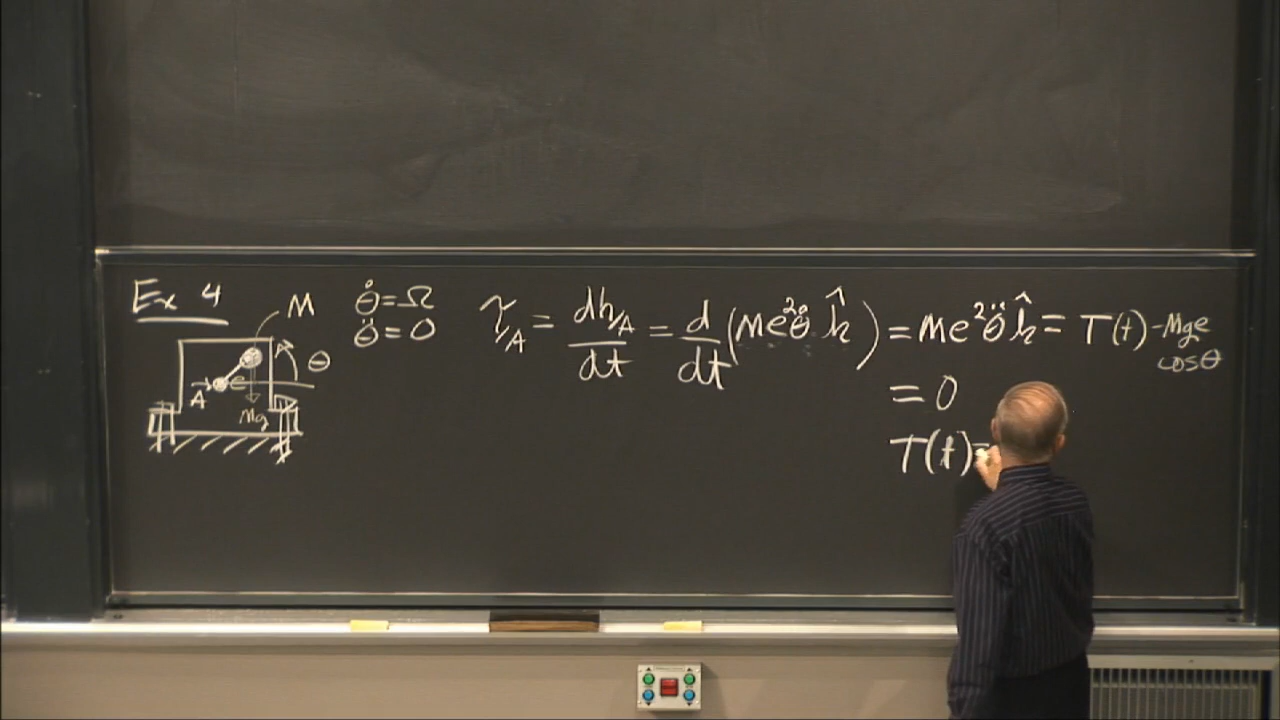 Ex 4
M
θ
A
e
Mg
θ̇ = Ω
θ̈ = 0
τ/A = dh/A / dt = d/dt (Me²θ̇ k̂) = Me²θ̈ k̂ = T(t) - Mge cosθ
= 0
T(t) =